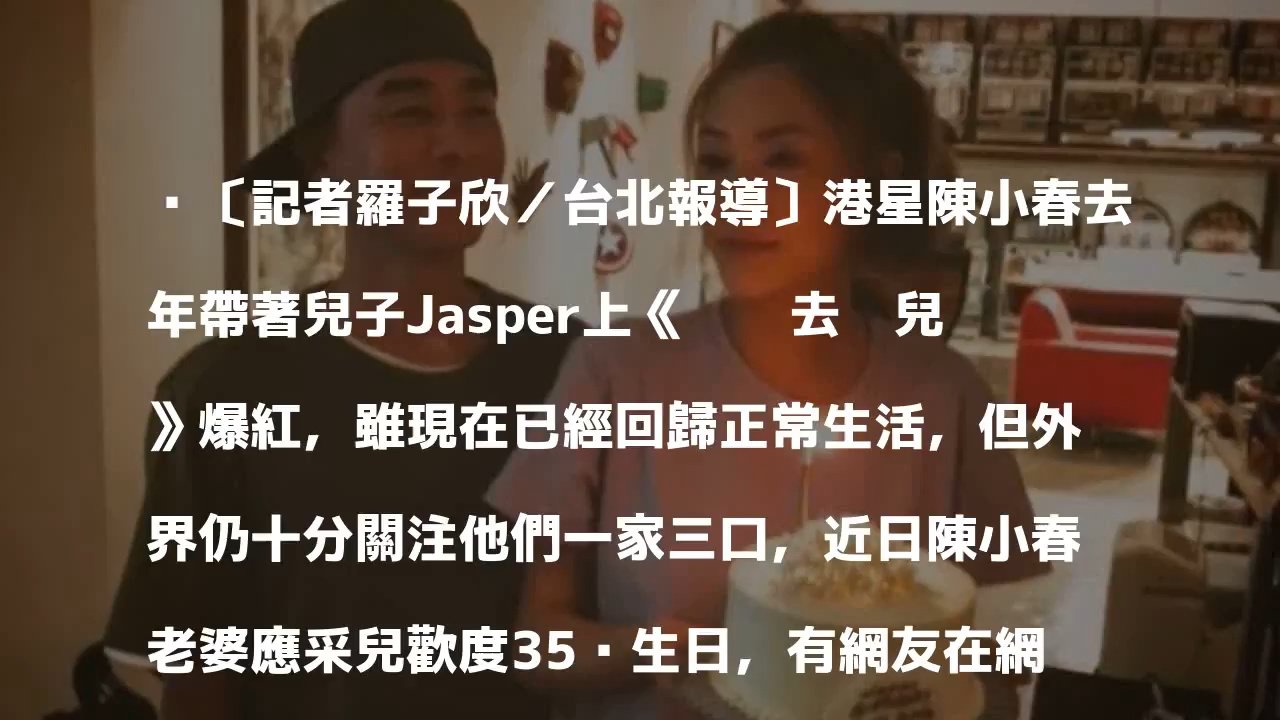 ▪〔記者羅子欣／台北報導〕港星陳小春去
年帶著兒子Jasper上《　　去　兒
》爆紅，雖現在已經回歸正常生活，但外
界仍十分關注他們一家三口，近日陳小春
老婆應采兒歡度35▪生日，有網友在網